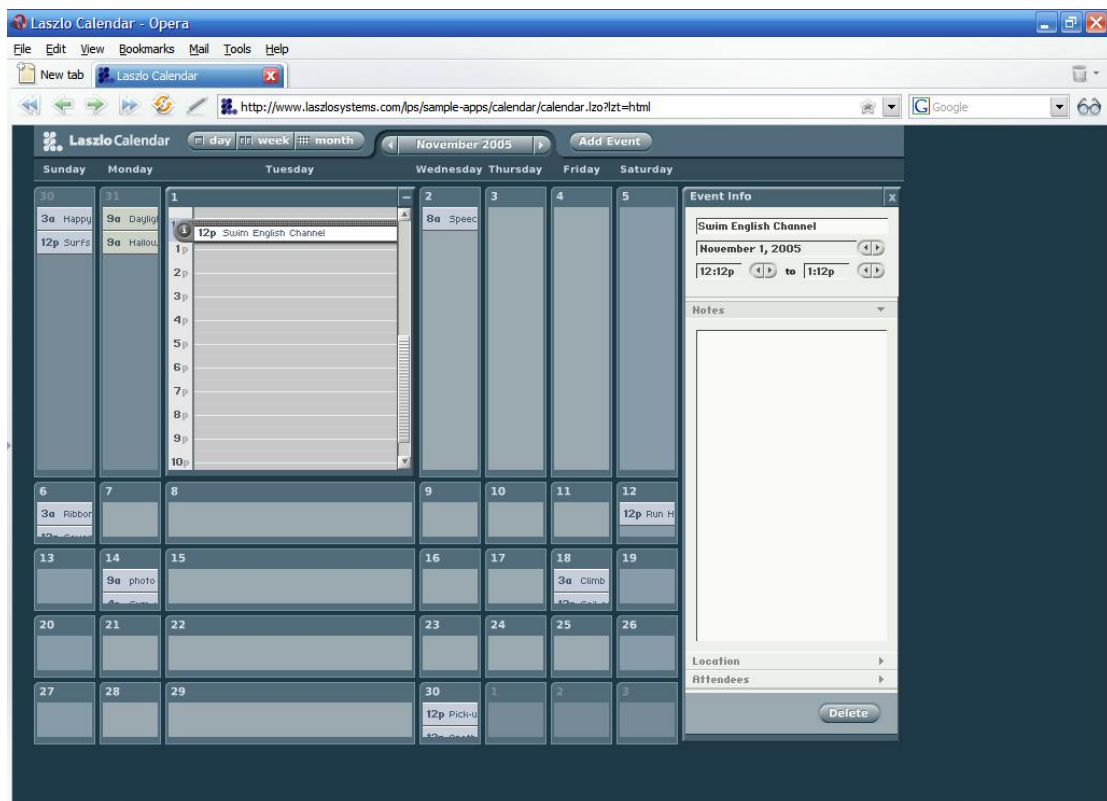 Laszlo Calendar - Opera
File Edit View Bookmarks Mail Tools Help
New tab Laszlo Calendar
http://www.laszlosystems.com/lps/sample-apps/calendar/calendar.lzo?lzt=html Google
Laszlo Calendar day week month November 2005 Add Event
Sunday Monday Tuesday Wednesday Thursday Friday Saturday
30 31 1 2 3 4 5 Event Info x
3a Happy 9a Daylig 8a Speec Swim English Channel
12p Surfs 9a Hallou 12p Swim English Channel November 1, 2005
1p 12:12p to 1:12p
2p
3p Notes
4p
5p
6p
7p
8p
9p
10p
6 7 8 9 10 11 12
3a Ribbon 12p Run H
13 14 15 16 17 18 19
9a photo 3a Climb
20 21 22 23 24 25 26
Location
Attendees
27 28 29 30 1 2 3
12p Pick-u Delete